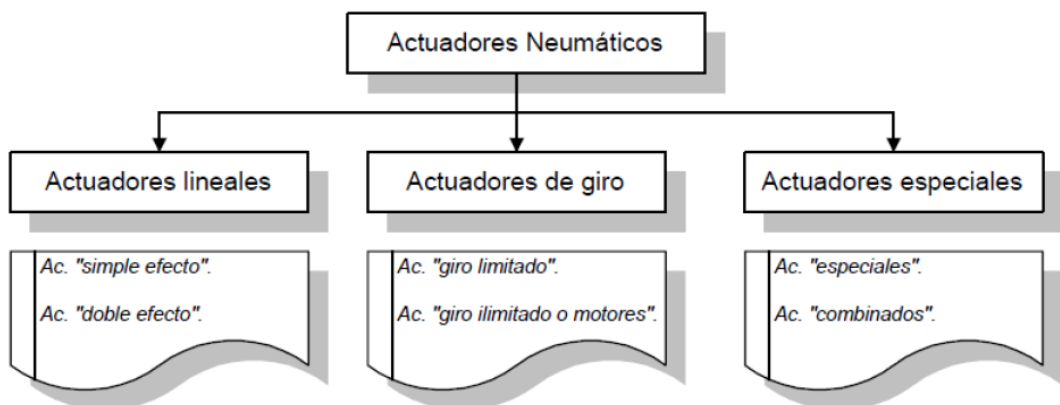 Actuadores Neumáticos
Actuadores lineales
Actuadores de giro
Actuadores especiales
Ac. "simple efecto".
Ac. "doble efecto".
Ac. "giro limitado".
Ac. "giro ilimitado o motores".
Ac. "especiales".
Ac. "combinados".